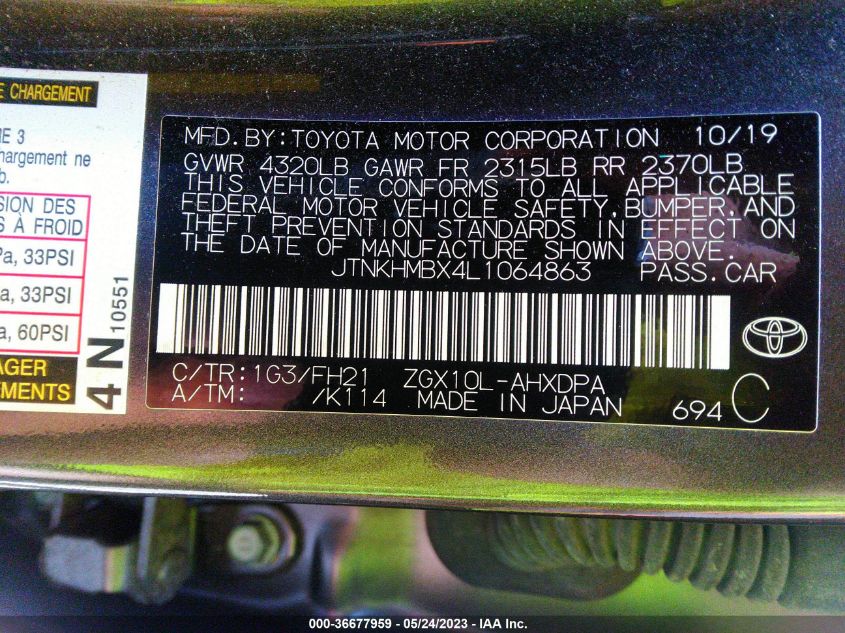 E CHARGEMENT
RE 3
chargement ne
b.
SION DES
S À FROID
Pa, 33PSI
a, 33PSI
a, 60PSI
AGER
EMENTS
4N
10551
MFD.BY:TOYOTA MOTOR CORPORATION 10/19
GVWR 4320LB GAWR FR 2315LB RR 2370LB
THIS VEHICLE CONFORMS TO ALL APPLICABLE
FEDERAL MOTOR VEHICLE SAFETY,BUMPER,AND
THEFT PREVENTION STANDARDS IN EFFECT ON
THE DATE OF MANUFACTURE SHOWN ABOVE.
JTNKHMBX4L1064863 PASS.CAR
C/TR:1G3/FH21 ZGX10L-AHXDPA
A/TM: /K114 MADE IN JAPAN 694 C
000-36677959 - 05/24/2023 - IAA Inc.